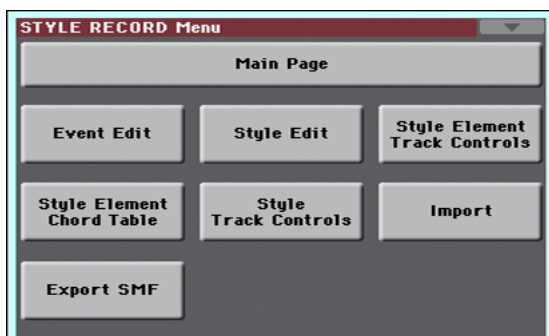 STYLE RECORD Menu
Main Page
Event Edit
Style Edit
Style Element
Track Controls
Style Element
Chord Table
Style
Track Controls
Import
Export SMF